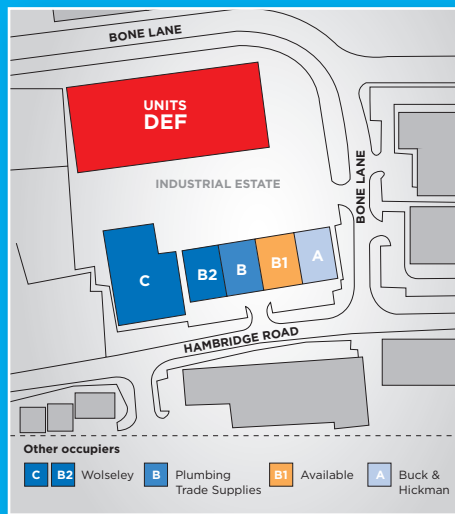 BONE LANE
UNITS
DEF
INDUSTRIAL ESTATE
BONE LANE
C
B2
B
B1
A
HAMBRIDGE ROAD
Other occupiers
C B2 Wolseley
B Plumbing
Trade Supplies
B1 Available
A Buck &
Hickman